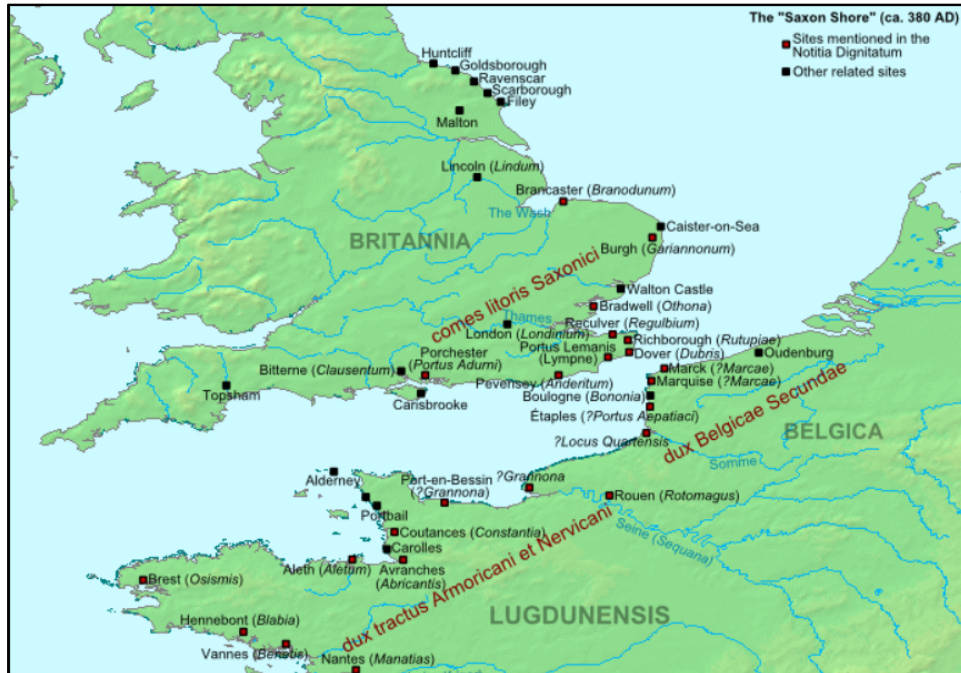 The "Saxon Shore" (ca. 380 AD)
Sites mentioned in the
Notitia Dignitatum
Other related sites
Huntcliff
Goldsborough
Ravenscar
Scarborough
Filey
Malton
Lincoln (Lindum)
Brancaster (Branodunum)
The Wash
BRITANNIA
Caister-on-Sea
Burgh (Gariannonum)
comes litoris Saxonici
Walton Castle
Bradwell (Othona)
Thames
London (Londinium)
Reculver (Regulbium)
Richborough (Rutupiae)
Portus Lemanis
(Lympne)
Dover (Dubris)
Oudenburg
Bitterne (Clausentum)
Porchester
(Portus Adurni)
Pevensey (Anderitum)
Marck (?Marcae)
Marquise (?Marcae)
Topsham
Carisbrooke
Boulogne (Bononia)
Étaples (?Portus Aepatiaci)
dux Belgicae Secundae
BELGICA
?Locus Quartensis
Somme
Alderney
Port-en-Bessin
(?Grannona)
?Grannona
Rouen (Rotomagus)
Portbail
Coutances (Constantia)
Seine (Sequana)
Carolles
Aleth (Aletum)
Avranches
(Abricantis)
dux tractus Armoricani et Nervicani
Brest (Osismis)
LUGDUNENSIS
Hennebont (Blabia)
Vannes (Benetis)
Nantes (Manatias)